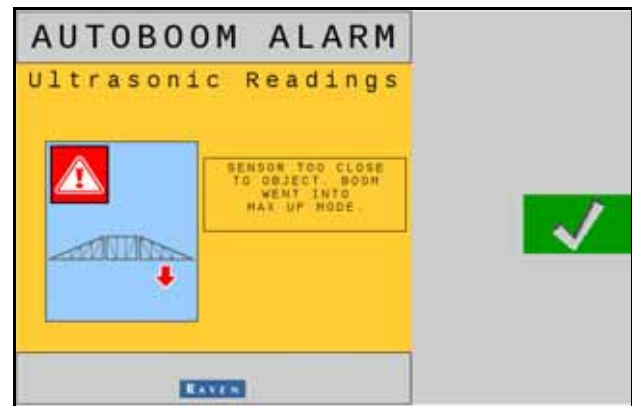 AUTOBOOM ALARM
Ultrasonic Readings
SENSOR TOO CLOSE
TO OBJECT. BOOM
WENT INTO
MAX UP MODE.
RAVEN